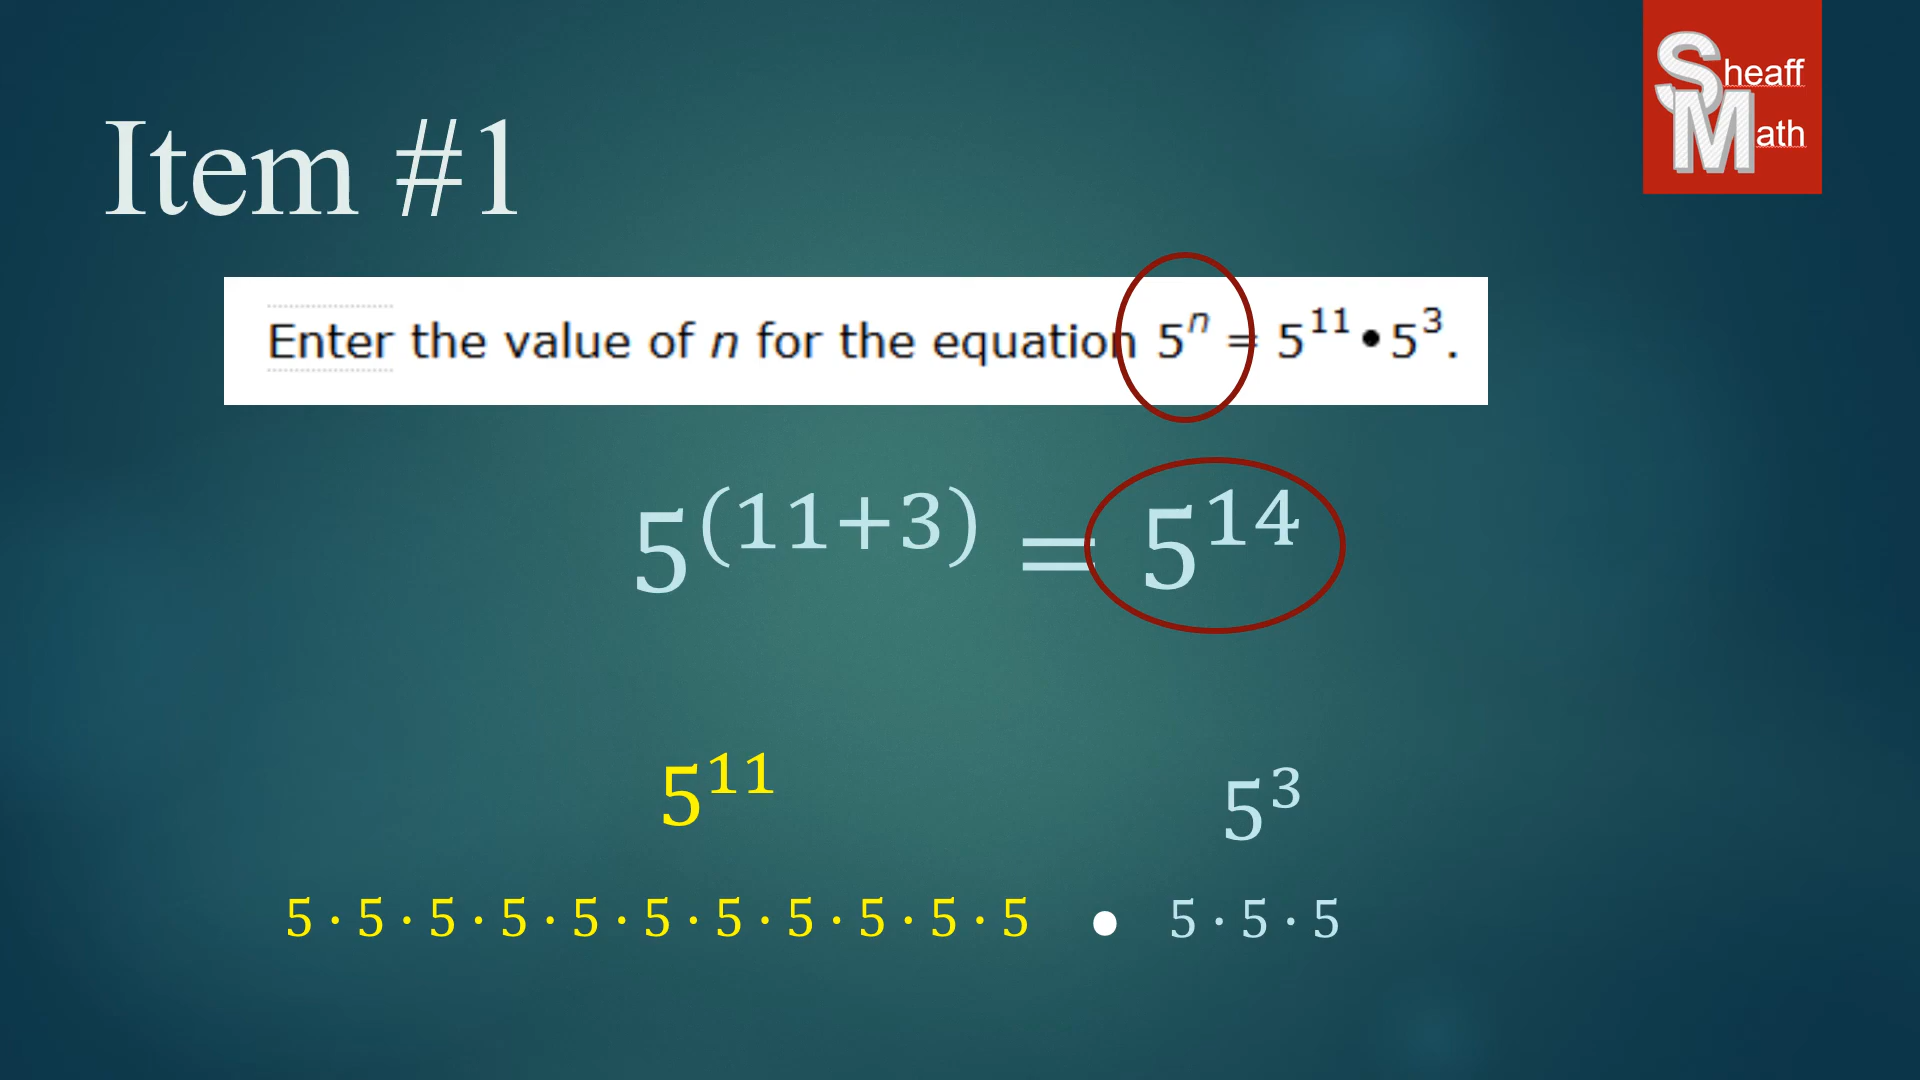 Sheaff
Math
Item #1
Enter the value of n for the equation 5ⁿ = 5¹¹ • 5³.
5⁽¹¹⁺³⁾ = 5¹⁴
5¹¹ 5³
5 · 5 · 5 · 5 · 5 · 5 · 5 · 5 · 5 · 5 · 5 • 5 · 5 · 5